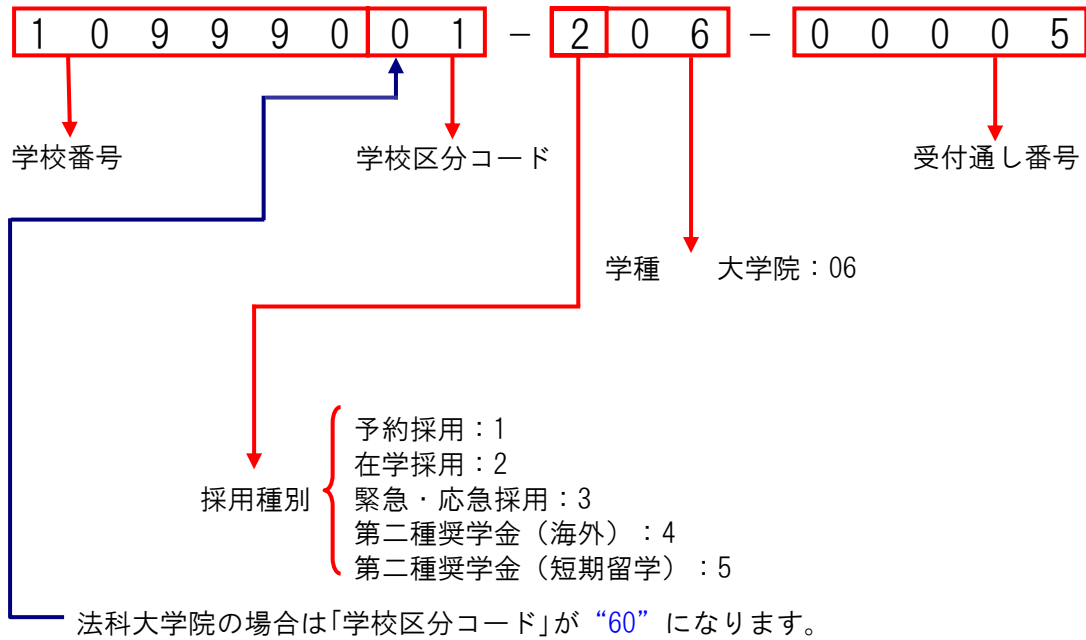 1 0 9 9 9 0 0 1 － 2 0 6 － 0 0 0 0 5
学校番号 学校区分コード 受付通し番号
学種 大学院：06
採用種別
予約採用：1
在学採用：2
緊急・応急採用：3
第二種奨学金（海外）：4
第二種奨学金（短期留学）：5
法科大学院の場合は｢学校区分コード｣が “60” になります。